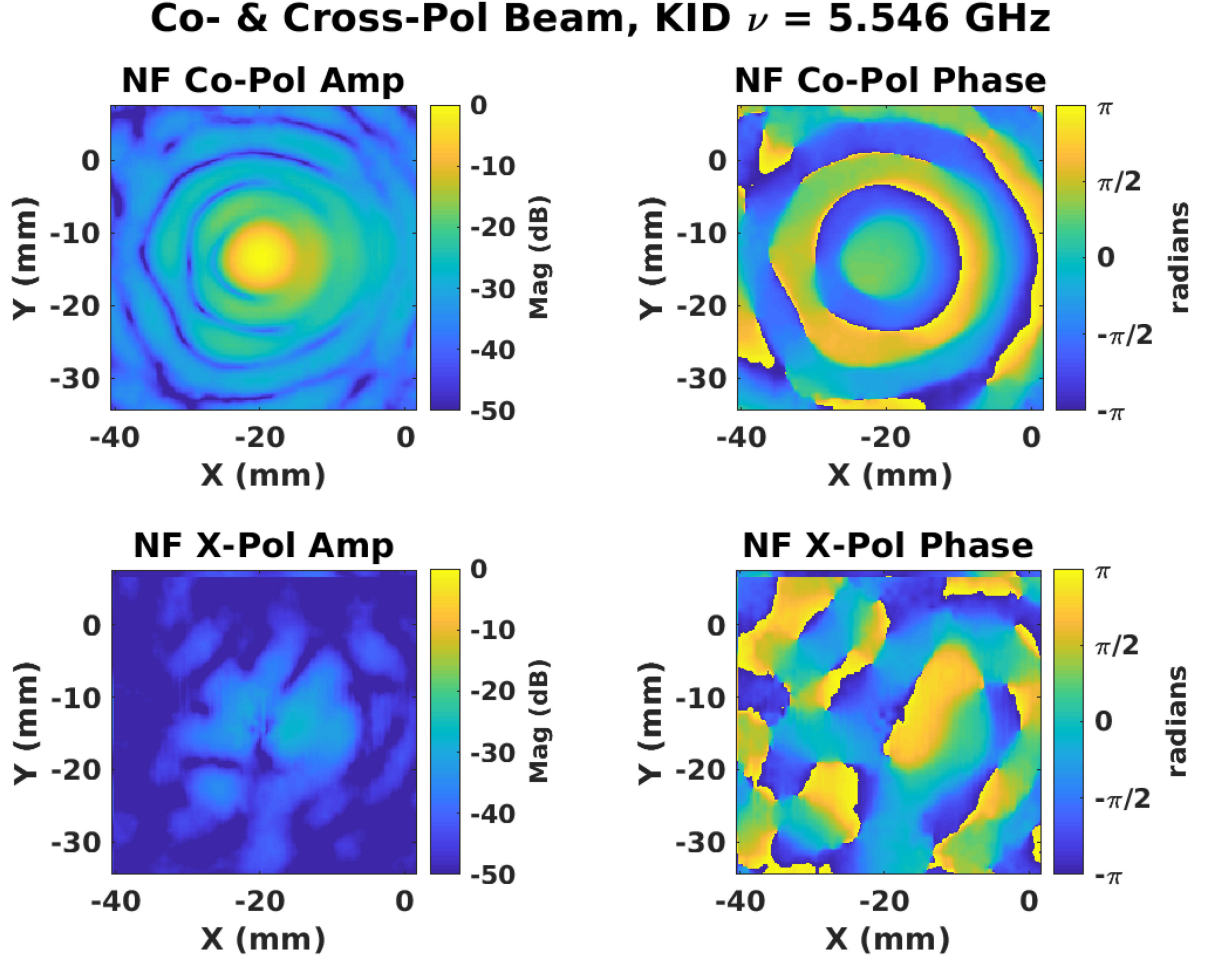 Co- & Cross-Pol Beam, KID ν = 5.546 GHz
NF Co-Pol Amp
0
-10
-20
-30
Y (mm)
-40
-20
0
X (mm)
0
-10
-20
-30
-40
-50
Mag (dB)
NF Co-Pol Phase
0
-10
-20
-30
Y (mm)
-40
-20
0
X (mm)
π
π/2
0
-π/2
-π
radians
NF X-Pol Amp
0
-10
-20
-30
Y (mm)
-40
-20
0
X (mm)
0
-10
-20
-30
-40
-50
Mag (dB)
NF X-Pol Phase
0
-10
-20
-30
Y (mm)
-40
-20
0
X (mm)
π
π/2
0
-π/2
-π
radians